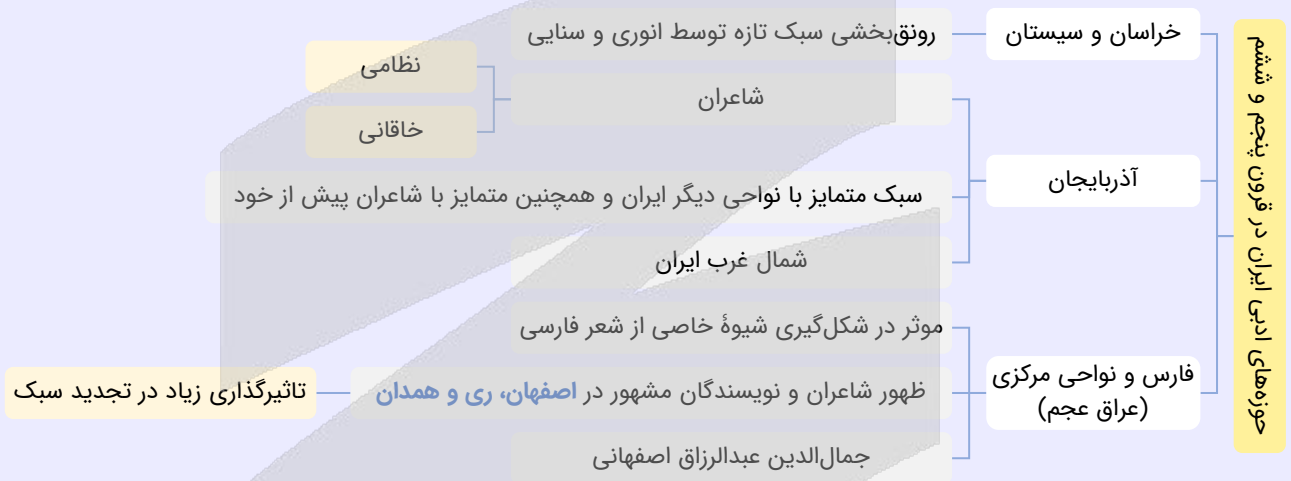 حوزه‌های ادبی ایران در قرون پنجم و ششم
خراسان و سیستان
رونق‌بخشی سبک تازه توسط انوری و سنایی
آذربایجان
شاعران
نظامی
خاقانی
سبک متمایز با نواحی دیگر ایران و همچنین متمایز با شاعران پیش از خود
شمال غرب ایران
فارس و نواحی مرکزی
(عراق عجم)
موثر در شکل‌گیری شیوهٔ خاصی از شعر فارسی
ظهور شاعران و نویسندگان مشهور در اصفهان، ری و همدان
تاثیرگذاری زیاد در تجدید سبک
جمال‌الدین عبدالرزاق اصفهانی